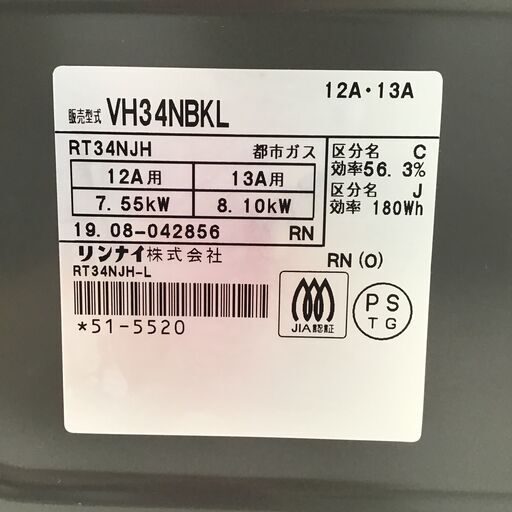 12A・13A
販売型式 VH34NBKL
RT34NJH 都市ガス
12A用 13A用
7.55kW 8.10kW
19.08-042856 RN
区分名 C
効率56.3%
区分名 J
効率 180Wh
リンナイ株式会社
RN(O)
RT34NJH-L
*51-5520
JIA認証
PS
TG